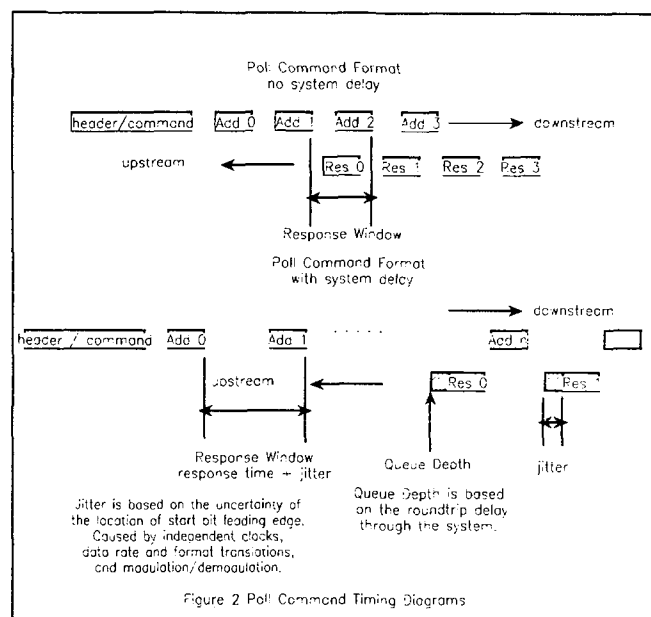 Poll Command Format
no system delay
header/command Add 0 Add 1 Add 2 Add 3 downstream
upstream Res 0 Res 1 Res 2 Res 3
Response Window
Poll Command Format
with system delay
downstream
header / command Add 0 Add 1 ..... Add n
upstream Res 0 Res 1
Response Window
response time + jitter
Queue Depth
jitter
Jitter is based on the uncertainty of
the location of start bit leading edge.
Caused by independent clocks,
data rate and format translations,
and modulation/demodulation.
Queue Depth is based
on the roundtrip delay
through the system.
Figure 2 Poll Command Timing Diagrams